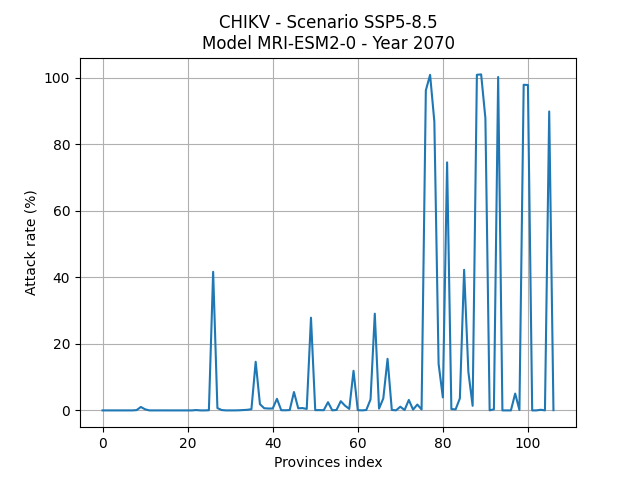 CHIKV - Scenario SSP5-8.5
Model MRI-ESM2-0 - Year 2070
100
80
60
40
20
0
Attack rate (%)
0 20 40 60 80 100
Provinces index